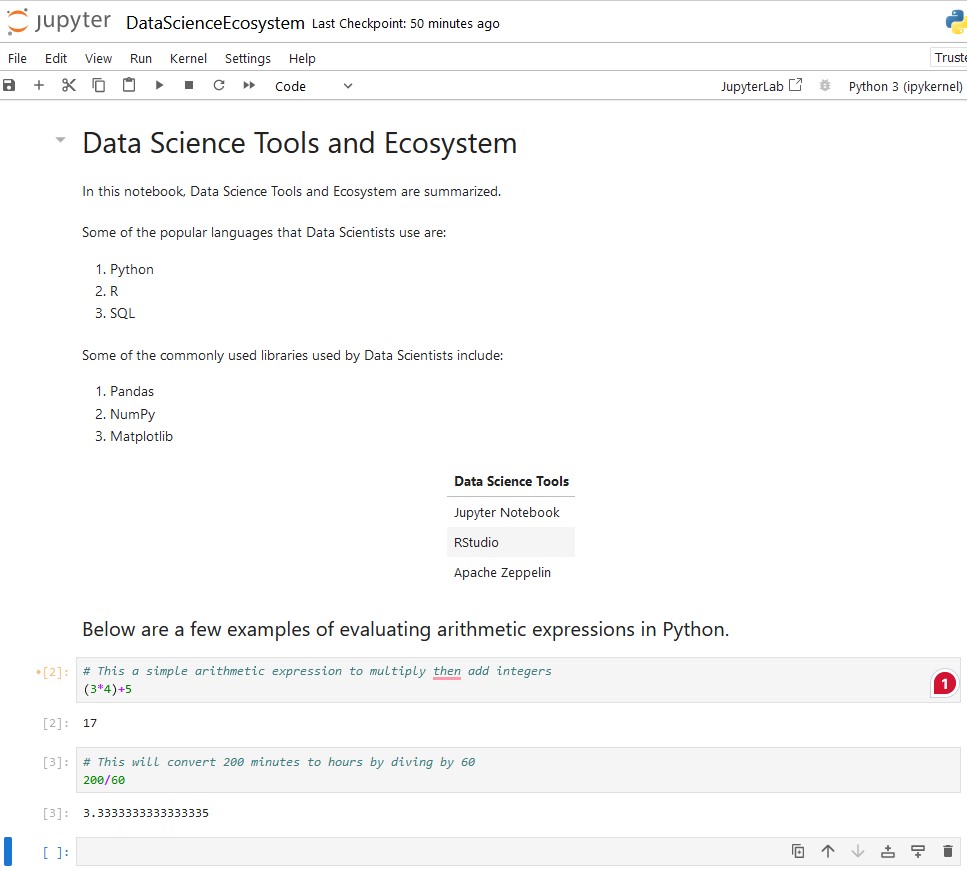 jupyter DataScienceEcosystem Last Checkpoint: 50 minutes ago
File Edit View Run Kernel Settings Help Truste
Code JupyterLab Python 3 (ipykernel)
Data Science Tools and Ecosystem
In this notebook, Data Science Tools and Ecosystem are summarized.
Some of the popular languages that Data Scientists use are:
1. Python
2. R
3. SQL
Some of the commonly used libraries used by Data Scientists include:
1. Pandas
2. NumPy
3. Matplotlib
Data Science Tools
Jupyter Notebook
RStudio
Apache Zeppelin
Below are a few examples of evaluating arithmetic expressions in Python.
•[2]: # This a simple arithmetic expression to multiply then add integers
(3*4)+5
1
[2]: 17
[3]: # This will convert 200 minutes to hours by diving by 60
200/60
[3]: 3.3333333333333335
[ ]: